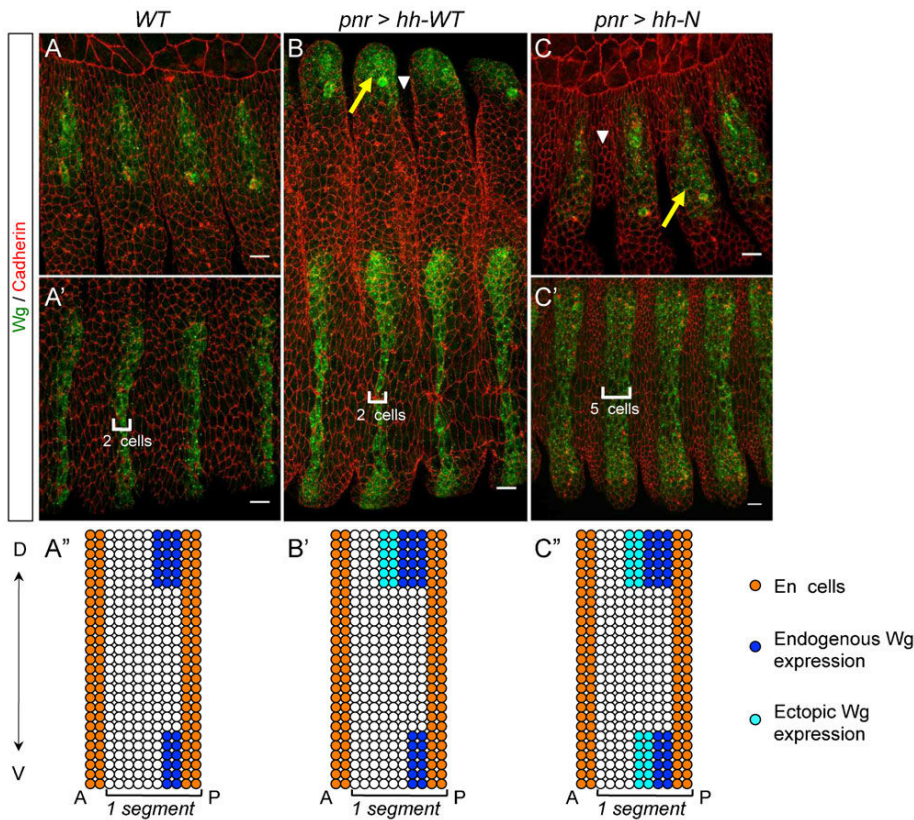 WT
pnr > hh-WT
pnr > hh-N
Wg / Cadherin
A
B
C
A'
C'
2 cells
2 cells
5 cells
D
V
A”
B'
C”
En cells
Endogenous Wg
expression
Ectopic Wg
expression
A
P
1 segment
A
P
1 segment
A
P
1 segment